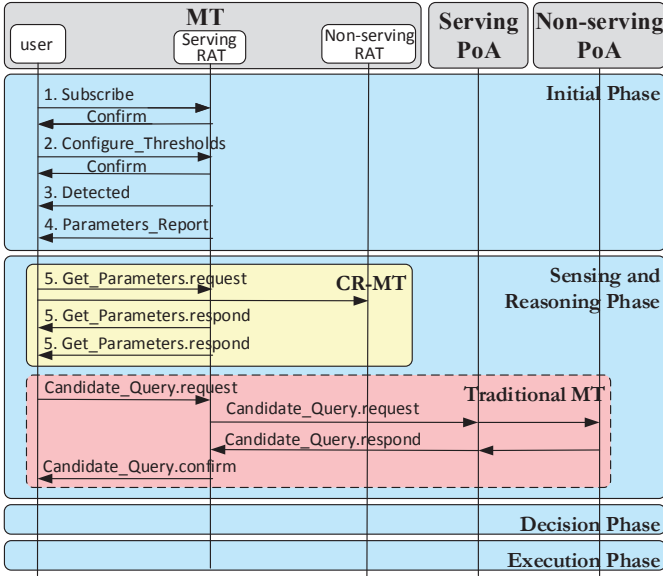 MT
user
Serving
RAT
Non-serving
RAT
Serving
PoA
Non-serving
PoA
Initial Phase
1. Subscribe
Confirm
2. Configure_Thresholds
Confirm
3. Detected
4. Parameters_Report
Sensing and
Reasoning Phase
CR-MT
5. Get_Parameters.request
5. Get_Parameters.respond
5. Get_Parameters.respond
Traditional MT
Candidate_Query.request
Candidate_Query.request
Candidate_Query.respond
Candidate_Query.confirm
Decision Phase
Execution Phase